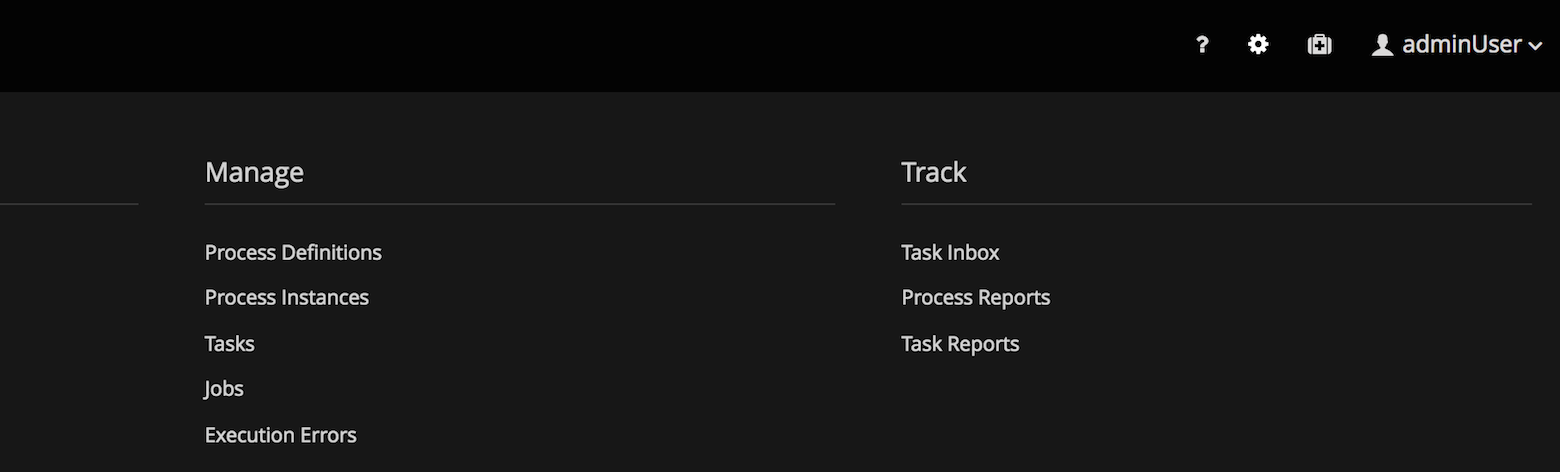 ? adminUser
Manage
Process Definitions
Process Instances
Tasks
Jobs
Execution Errors
Track
Task Inbox
Process Reports
Task Reports